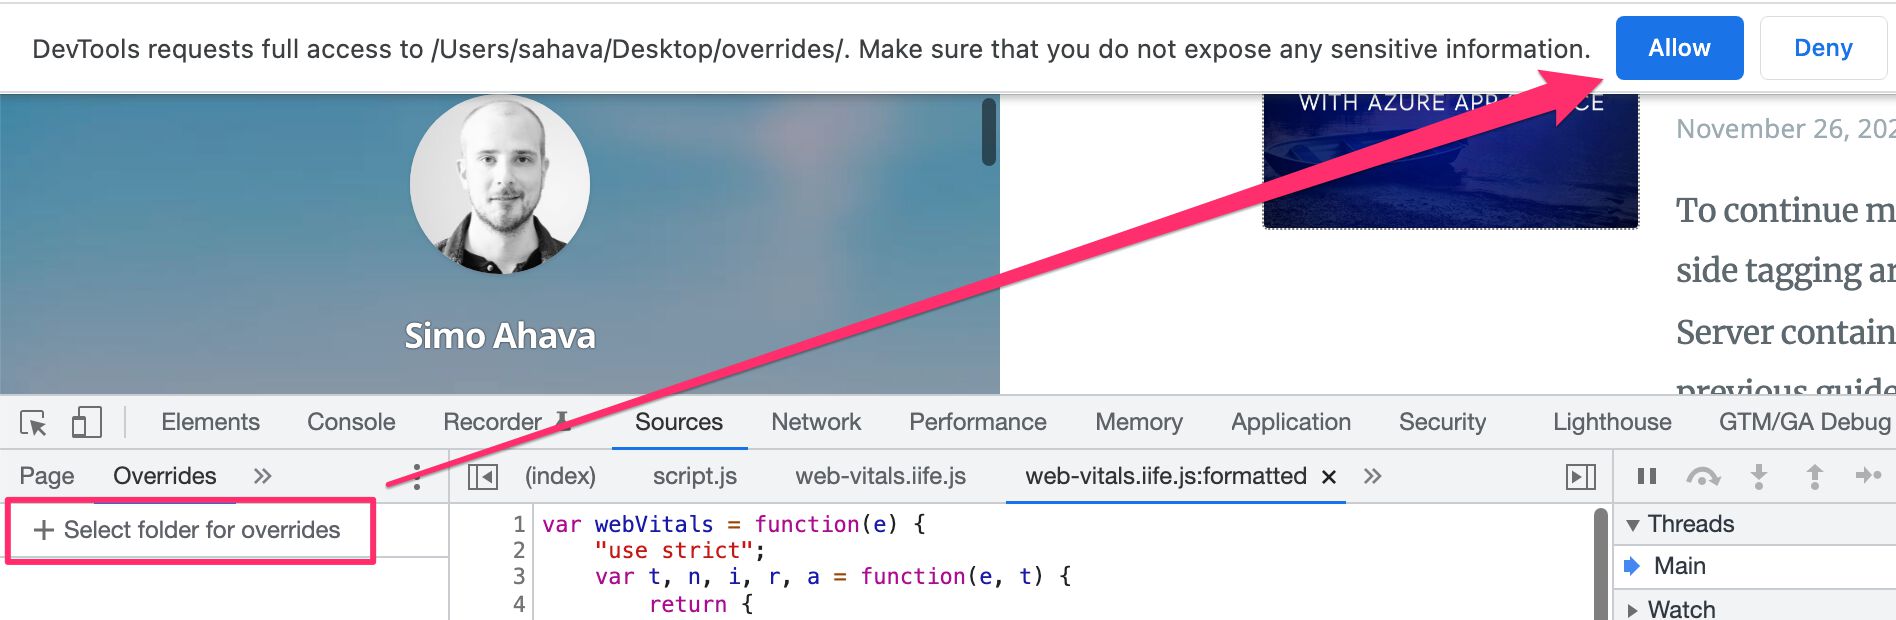 DevTools requests full access to /Users/sahava/Desktop/overrides/. Make sure that you do not expose any sensitive information.
Allow
Deny
WITH AZURE APP CE
November 26, 202
To continue m
side tagging ar
Server contain
previous guide
Simo Ahava
Elements Console Recorder Sources Network Performance Memory Application Security Lighthouse GTM/GA Debug
Page Overrides »
(index) script.js web-vitals.iife.js web-vitals.iife.js:formatted × »
+ Select folder for overrides
1 var webVitals = function(e) {
2 "use strict";
3 var t, n, i, r, a = function(e, t) {
4 return {
Threads
Main
Watch